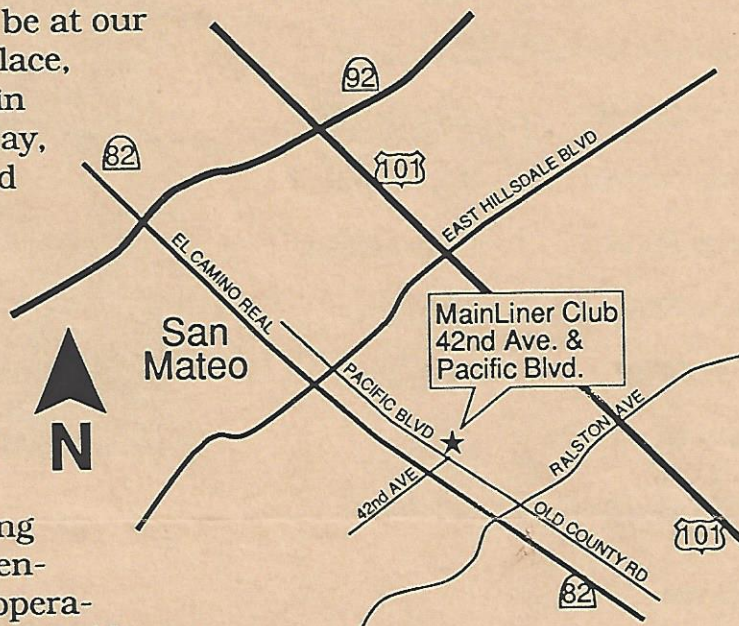 be at our
lace,
in
ay,
d
ng
en-
opera-
92
82
101
EAST HILLSDALE BLVD
EL CAMINO REAL
San
Mateo
MainLiner Club
42nd Ave. &
Pacific Blvd.
PACIFIC BLVD
N
RALSTON AVE
42nd AVE
OLD COUNTY RD
101
82